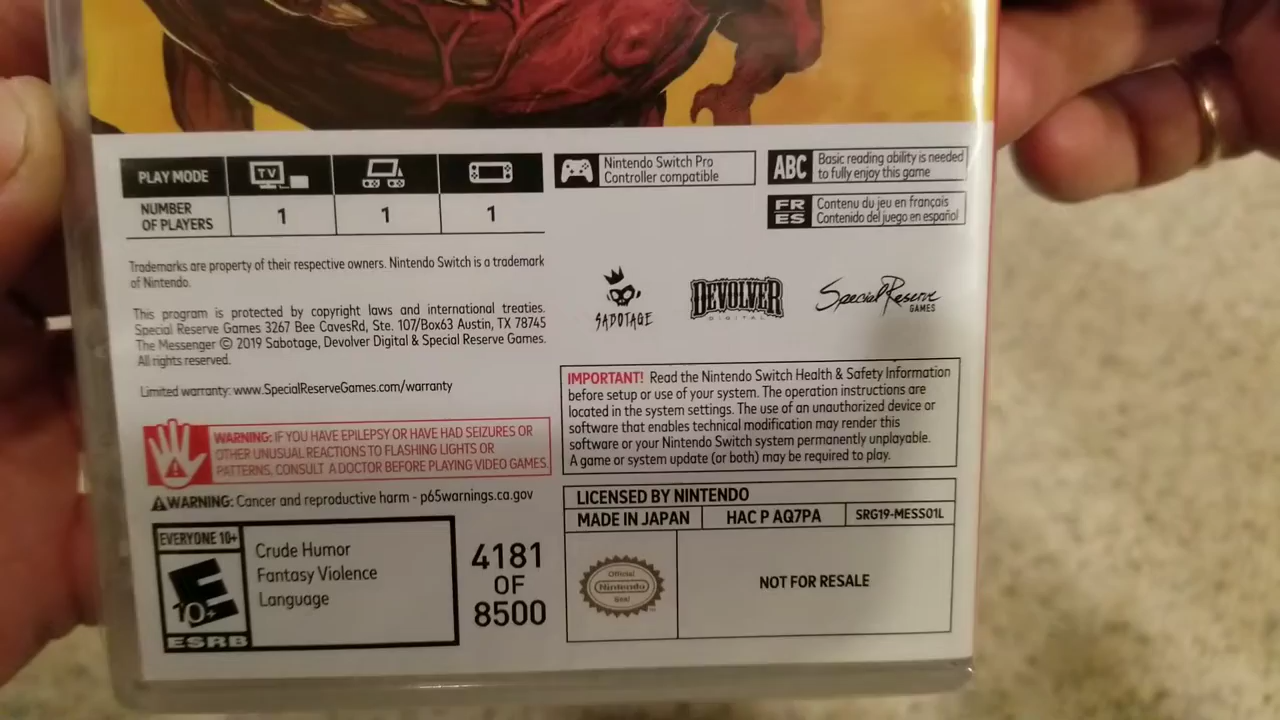 PLAY MODE
TV
NUMBER
OF PLAYERS
1
1
1
Nintendo Switch Pro
Controller compatible
ABC
Basic reading ability is needed
to fully enjoy this game
FR
ES
Contenu du jeu en français
Contenido del juego en español
Trademarks are property of their respective owners. Nintendo Switch is a trademark
of Nintendo.
This program is protected by copyright laws and international treaties.
Special Reserve Games 3267 Bee CavesRd, Ste. 107/Box63 Austin, TX 78745
The Messenger © 2019 Sabotage, Devolver Digital & Special Reserve Games.
All rights reserved.
Limited warranty: www.SpecialReserveGames.com/warranty
SABOTAGE
DEVOLVER
DIGITAL
Special Reserve
GAMES
WARNING: IF YOU HAVE EPILEPSY OR HAVE HAD SEIZURES OR
OTHER UNUSUAL REACTIONS TO FLASHING LIGHTS OR
PATTERNS, CONSULT A DOCTOR BEFORE PLAYING VIDEO GAMES.
WARNING: Cancer and reproductive harm - p65warnings.ca.gov
IMPORTANT! Read the Nintendo Switch Health & Safety Information
before setup or use of your system. The operation instructions are
located in the system settings. The use of an unauthorized device or
software that enables technical modification may render this
software or your Nintendo Switch system permanently unplayable.
A game or system update (or both) may be required to play.
EVERYONE 10+
E
10+
ESRB
Crude Humor
Fantasy Violence
Language
4181
OF
8500
LICENSED BY NINTENDO
MADE IN JAPAN
HAC P AQ7PA
SRG19-MESS01L
Official
Nintendo
Seal
NOT FOR RESALE